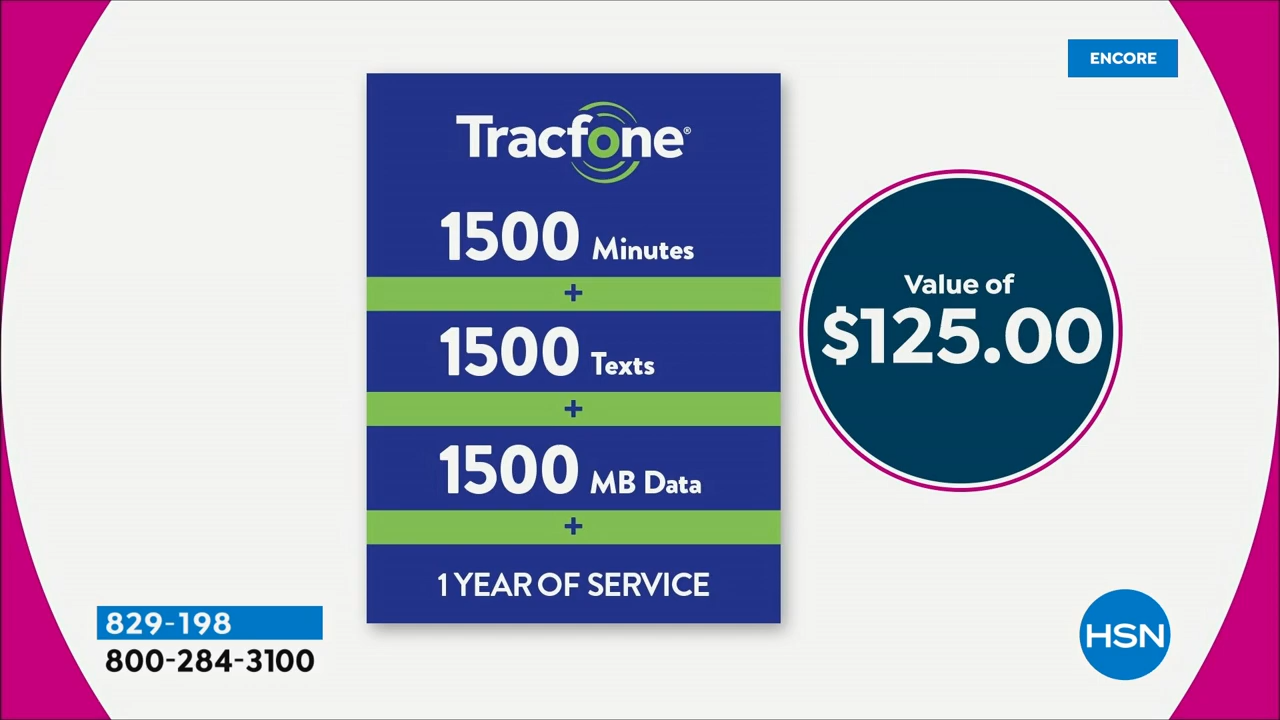 ENCORE
Tracfone®
1500 Minutes
+
1500 Texts
+
1500 MB Data
+
1 YEAR OF SERVICE
Value of
$125.00
829-198
800-284-3100
HSN